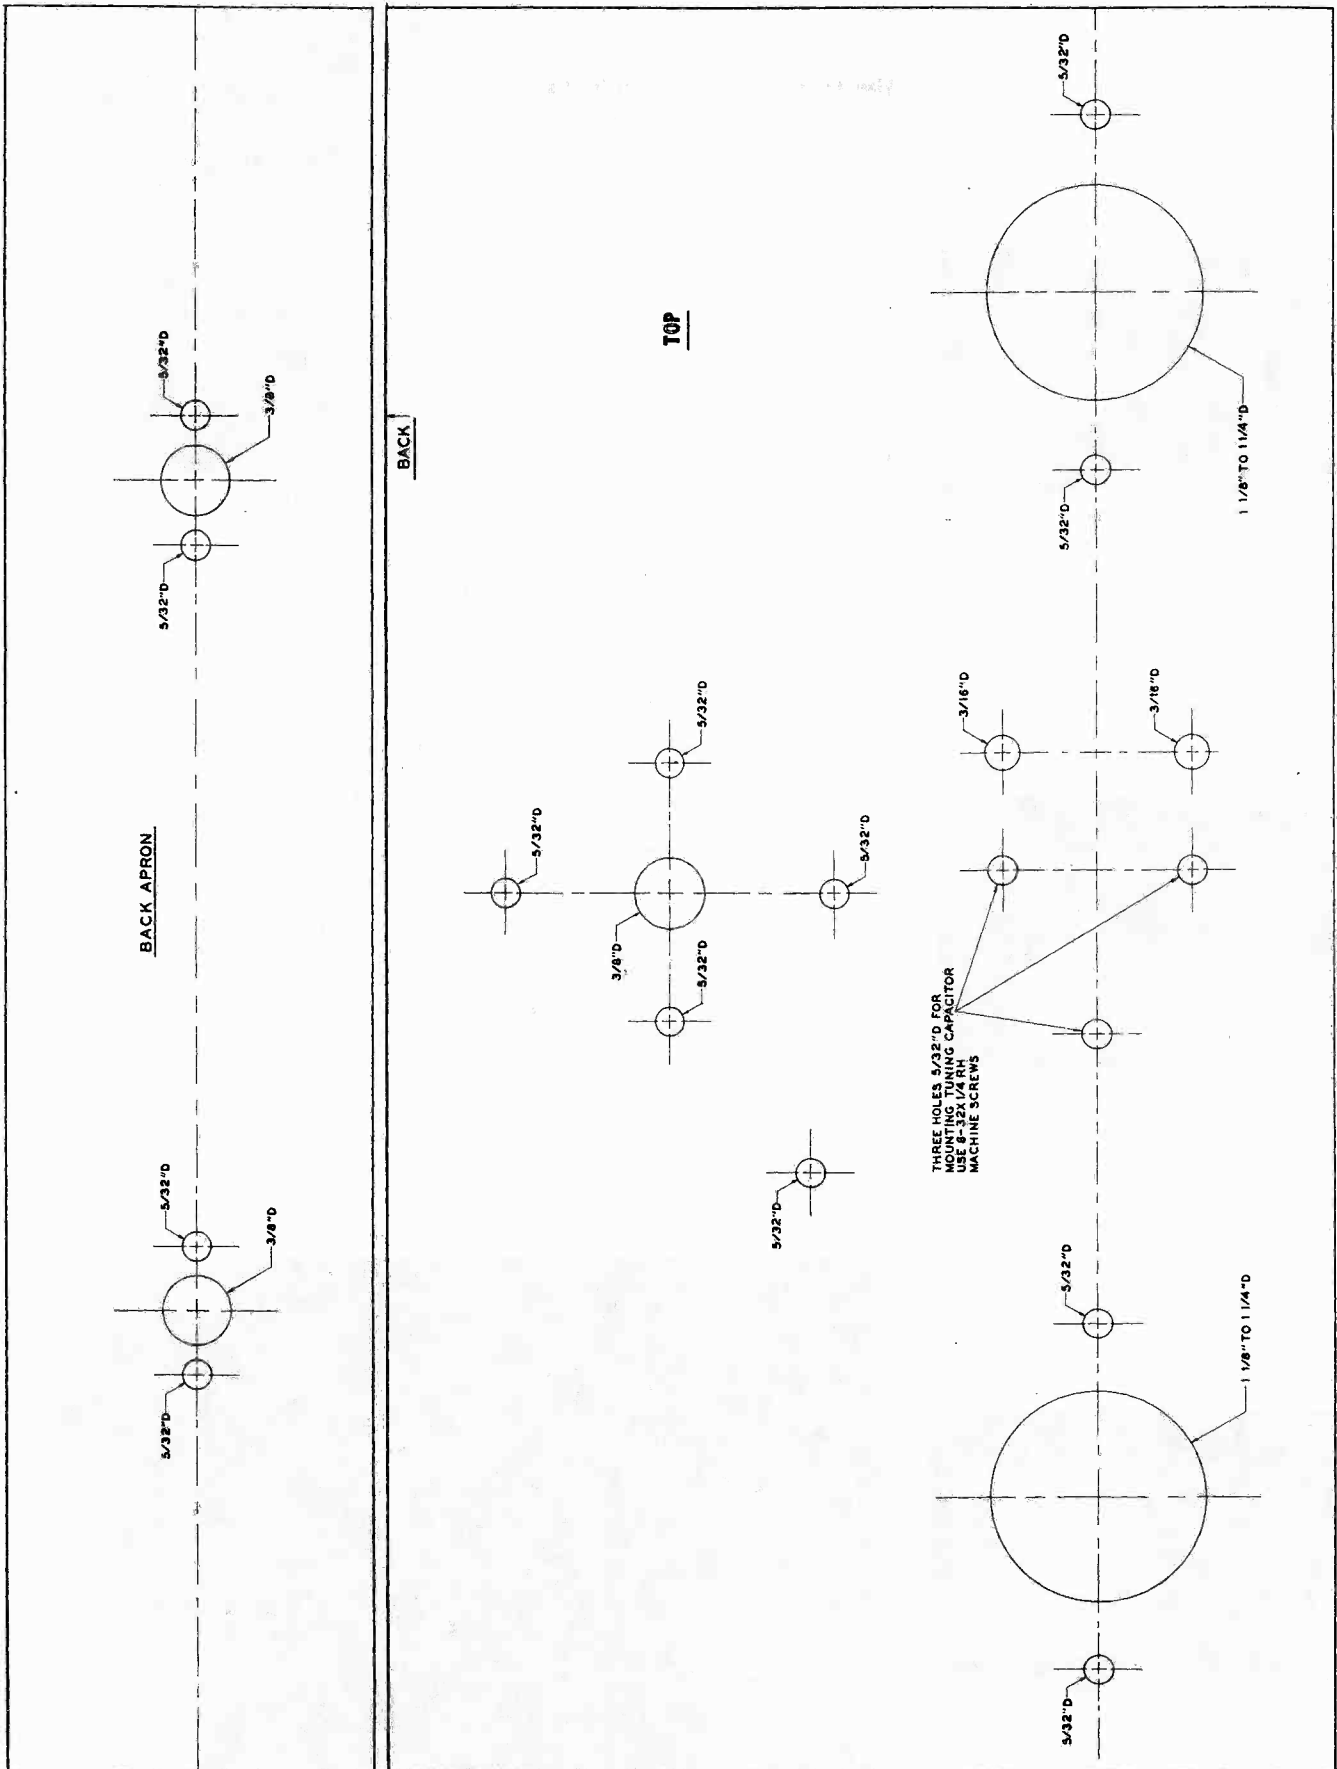 BACK APRON
5/32"D
5/32"D
5/32"D
5/32"D
3/8"D
3/8"D
BACK
5/32"D
3/8"D
TOP
5/32"D
5/32"D
5/32"D
5/32"D
THREE HOLES 5/32"D FOR
MOUNTING TUNING CAPACITOR
USE 6-32X1/4 RH
MACHINE SCREWS
3/16"D
5/32"D
5/32"D
5/32"D
5/32"D
3/16"D
1 1/8" TO 1 1/4"D
1 1/8" TO 1 1/4"D